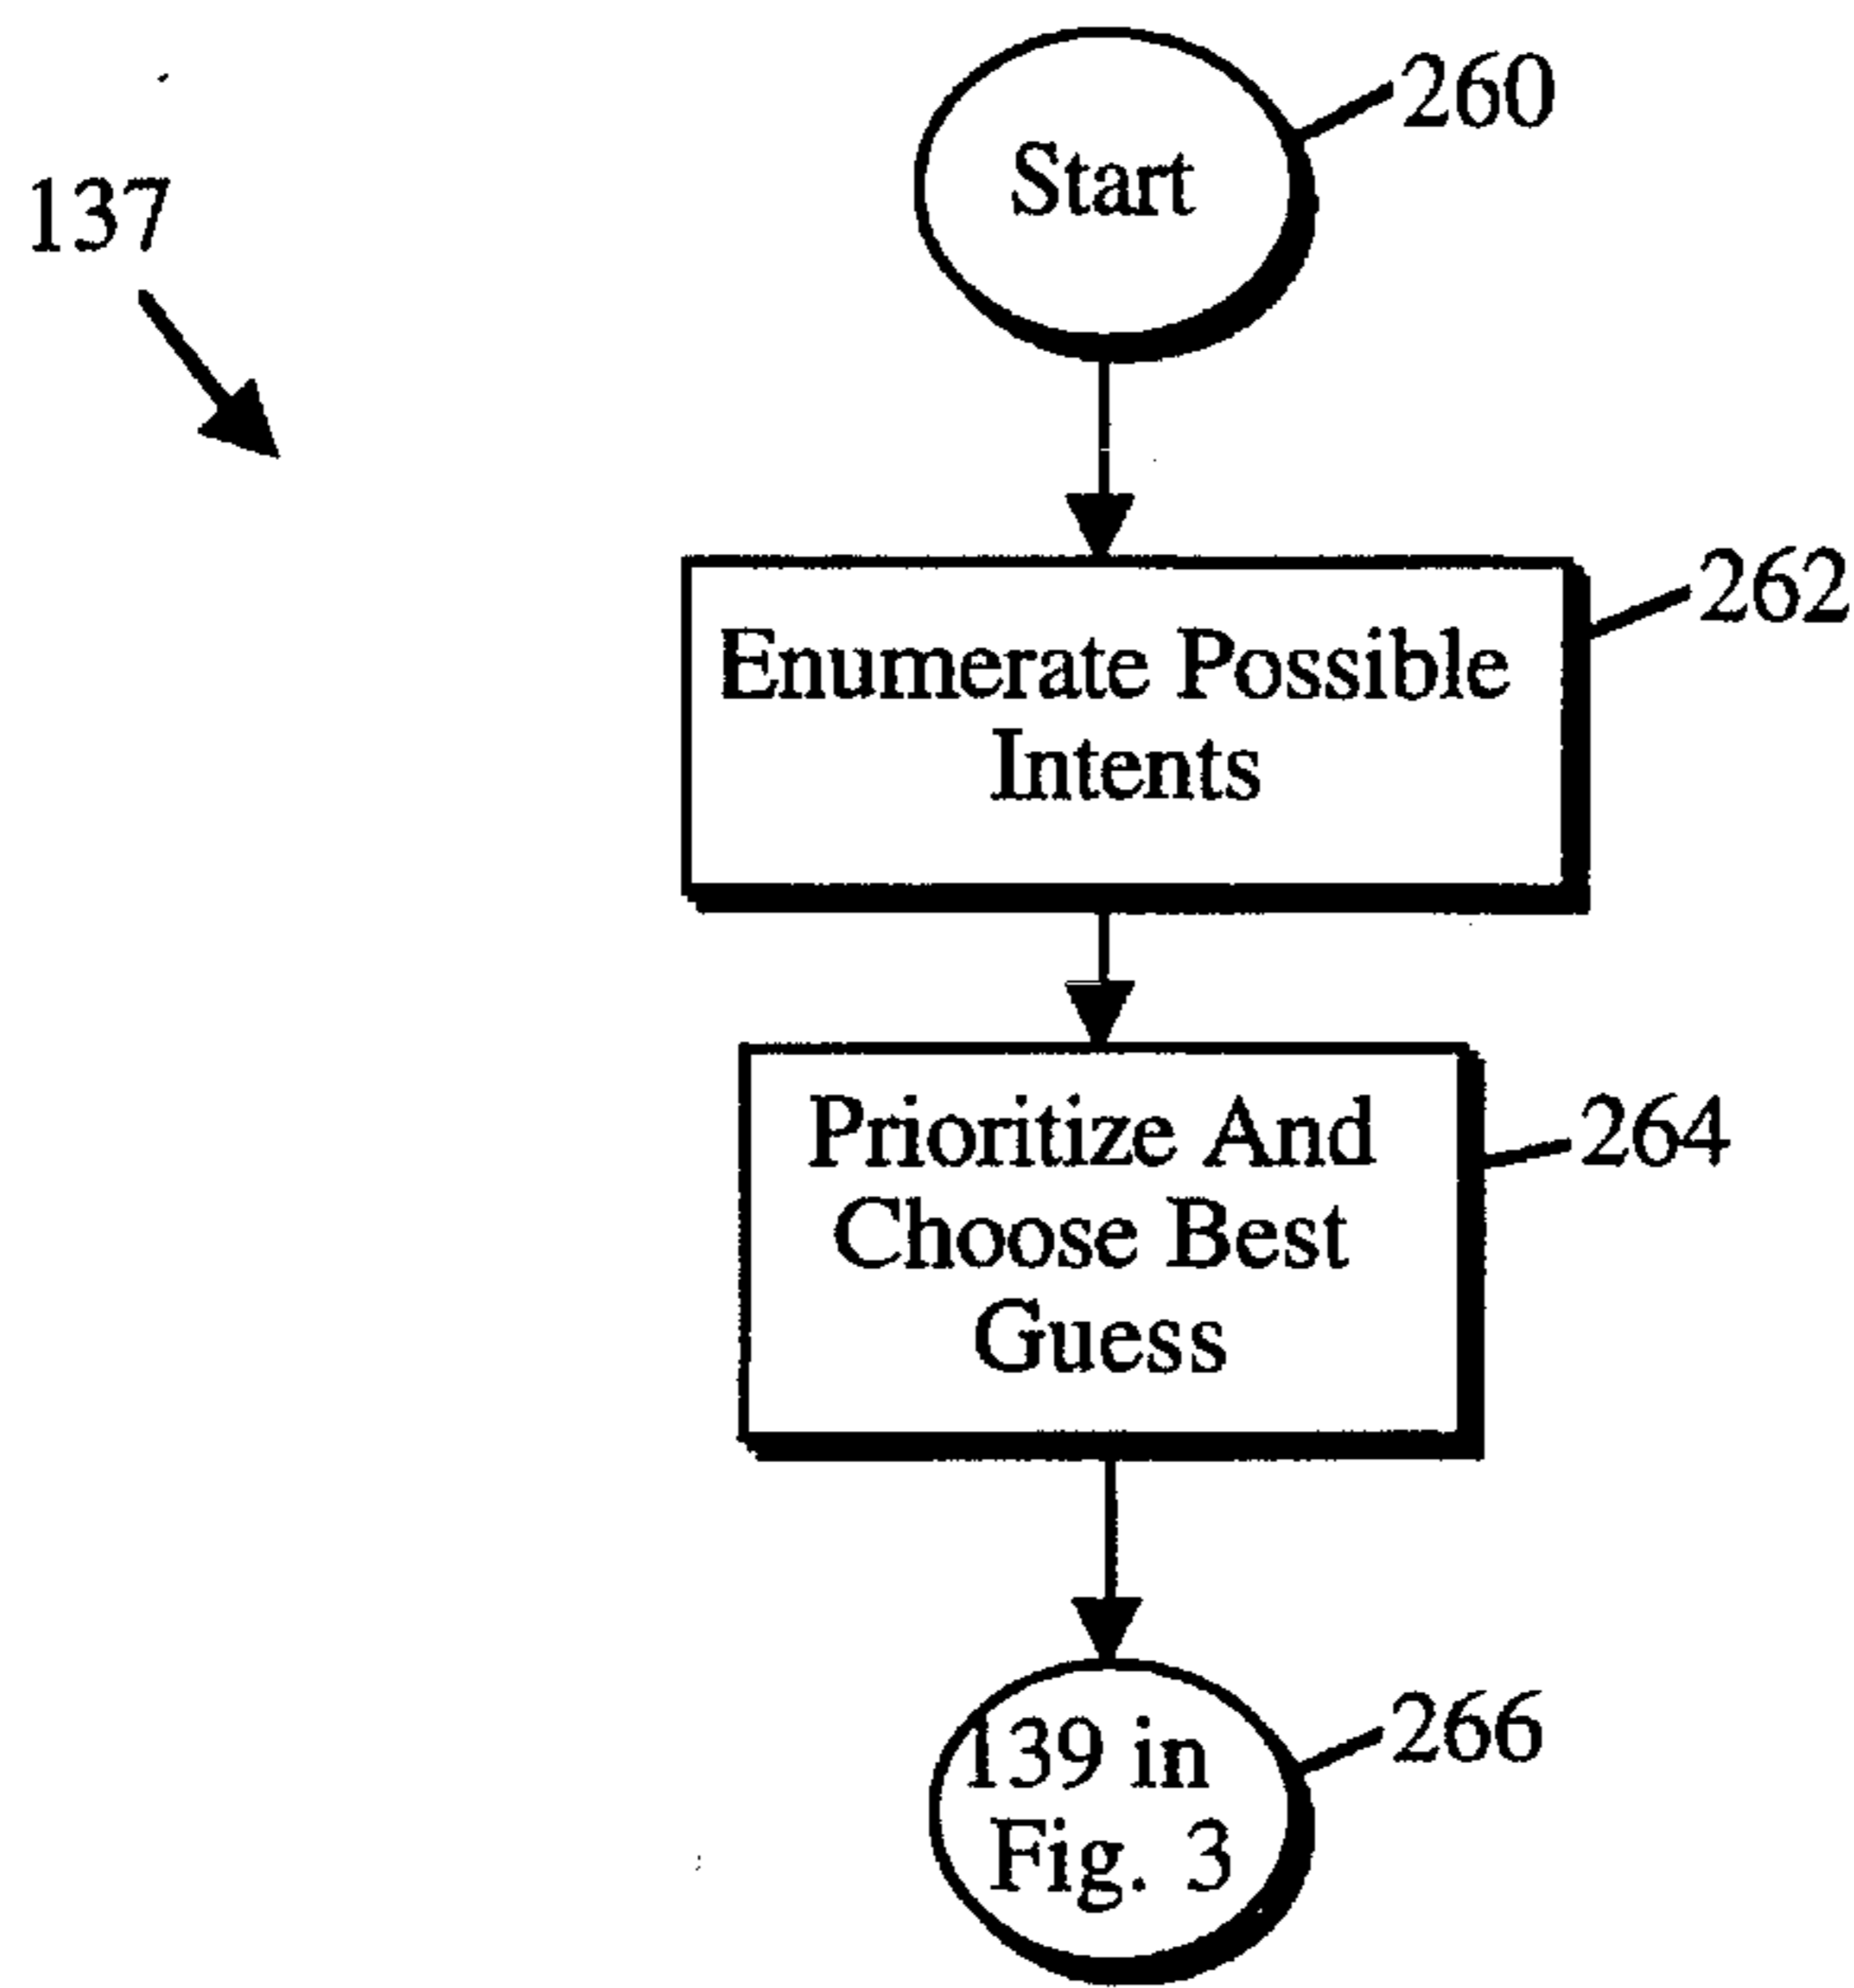 260
Start
137
262
Enumerate Possible
Intents
264
Prioritize And
Choose Best
Guess
266
139 in
Fig. 3